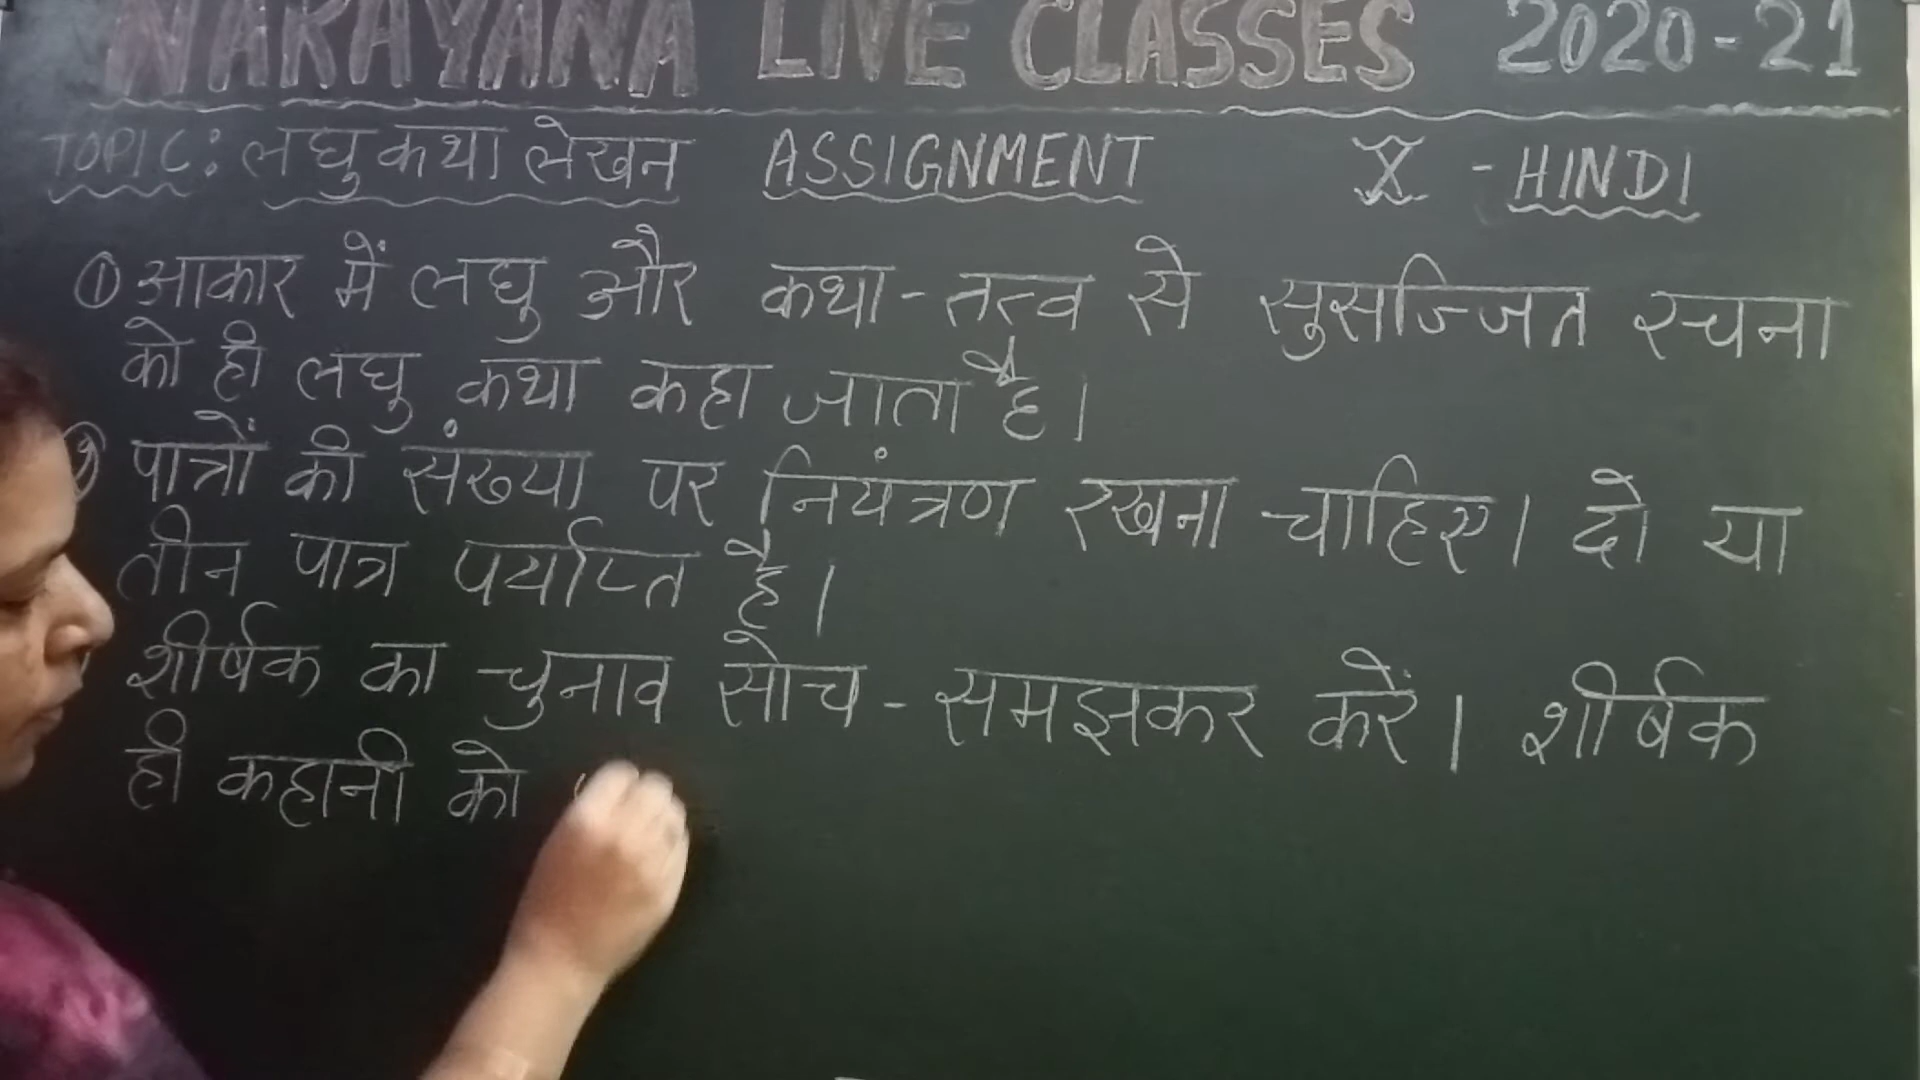 NARAYANA LIVE CLASSES 2020-21
TOPIC: लघु कथा लेखन ASSIGNMENT X - HINDI
① आकार में लघु और कथा-तत्व से सुसज्जित रचना
को ही लघु कथा कहा जाता है।
पात्रों की संख्या पर नियंत्रण रखना चाहिए। दो या
तीन पात्र पर्याप्त है।
शीर्षक का चुनाव सोच-समझकर करें। शीर्षक
ही कहानी को